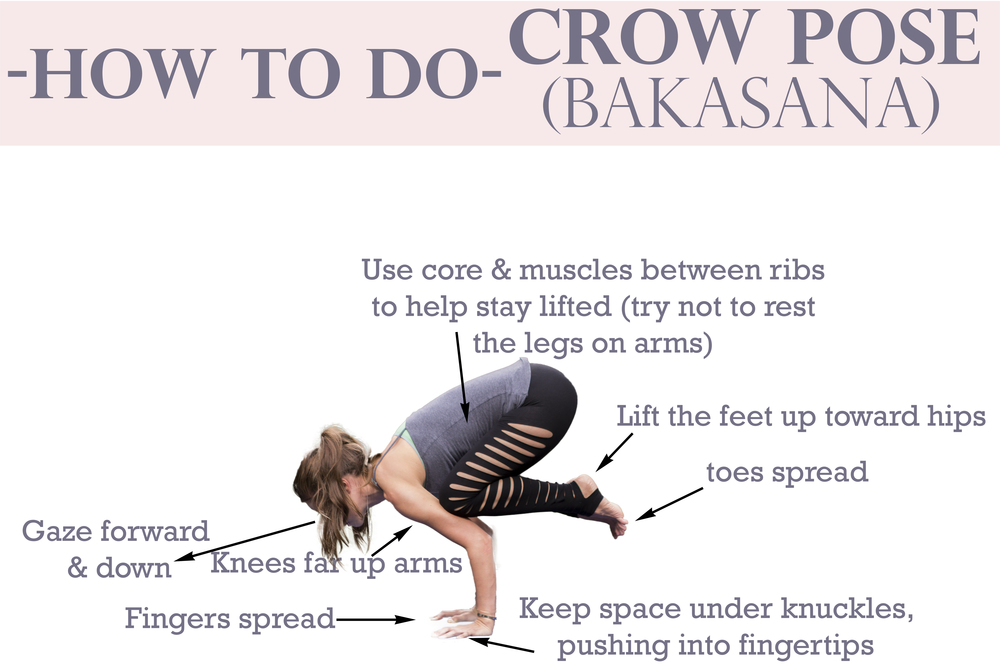 -HOW TO DO-
CROW POSE
(BAKASANA)
Use core & muscles between ribs
to help stay lifted (try not to rest
the legs on arms)
Lift the feet up toward hips
toes spread
Gaze forward
& down
Knees far up arms
Fingers spread
Keep space under knuckles,
pushing into fingertips